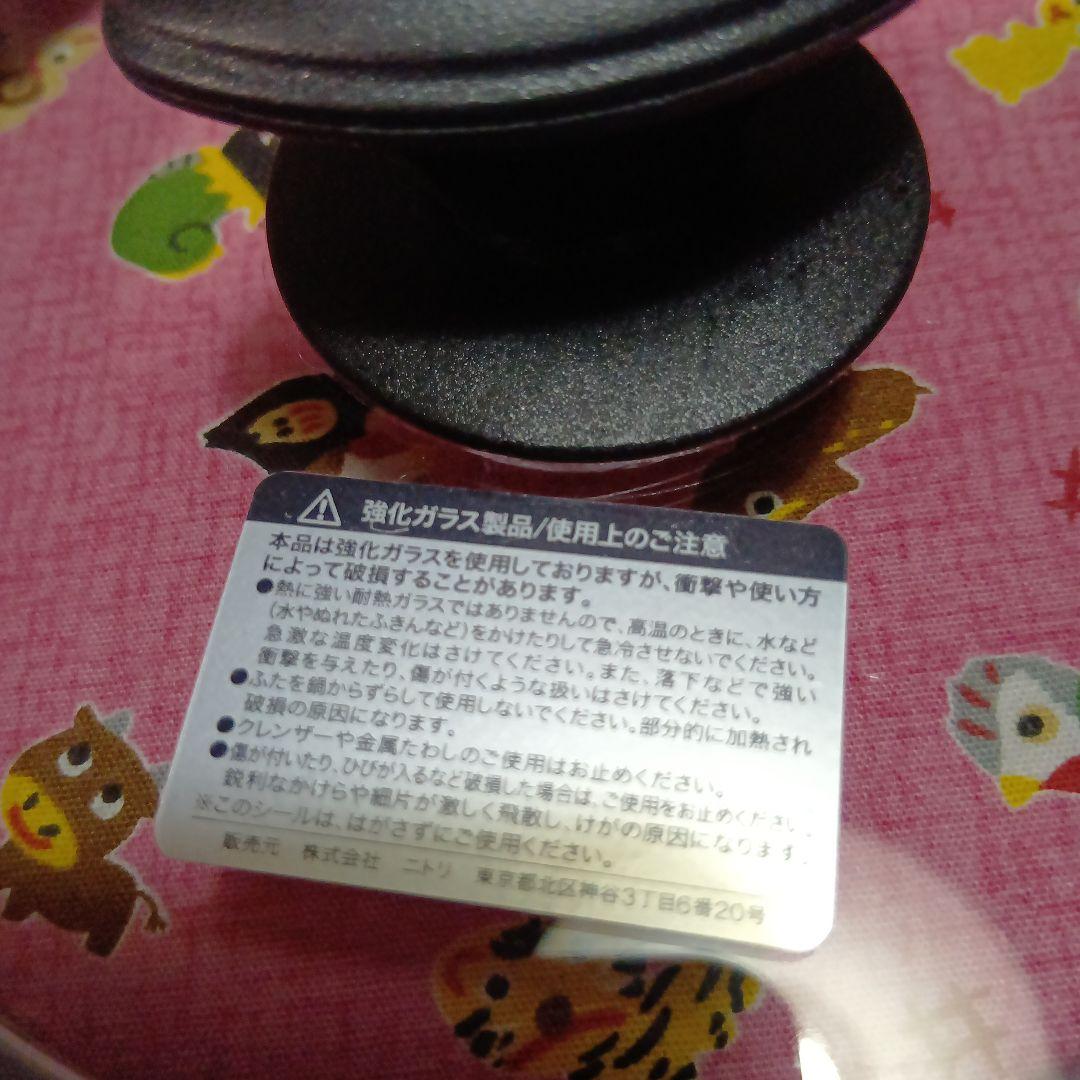 強化ガラス製品/使用上のご注意
本品は強化ガラスを使用しておりますが、衝撃や使い方
によって破損することがあります。
●熱に強い耐熱ガラスではありませんので、高温のときに、水など
(水やぬれたふきんなど)をかけたりして急冷させないでください。
急激な温度変化はさけてください。また、落下などで強い
衝撃を与えたり、傷が付くような扱いはさけてください。
●ふたを鍋からずらして使用しないでください。部分的に加熱され
破損の原因になります。
●クレンザーや金属たわしのご使用はお止めください。
●傷が付いたり、ひびが入るなど破損した場合は、ご使用をお止めください。
鋭利なかけらや細片が激しく飛散し、けがの原因になります。
※このシールは、はがさずにご使用ください。
販売元 株式会社 ニトリ 東京都北区神谷3丁目6番20号